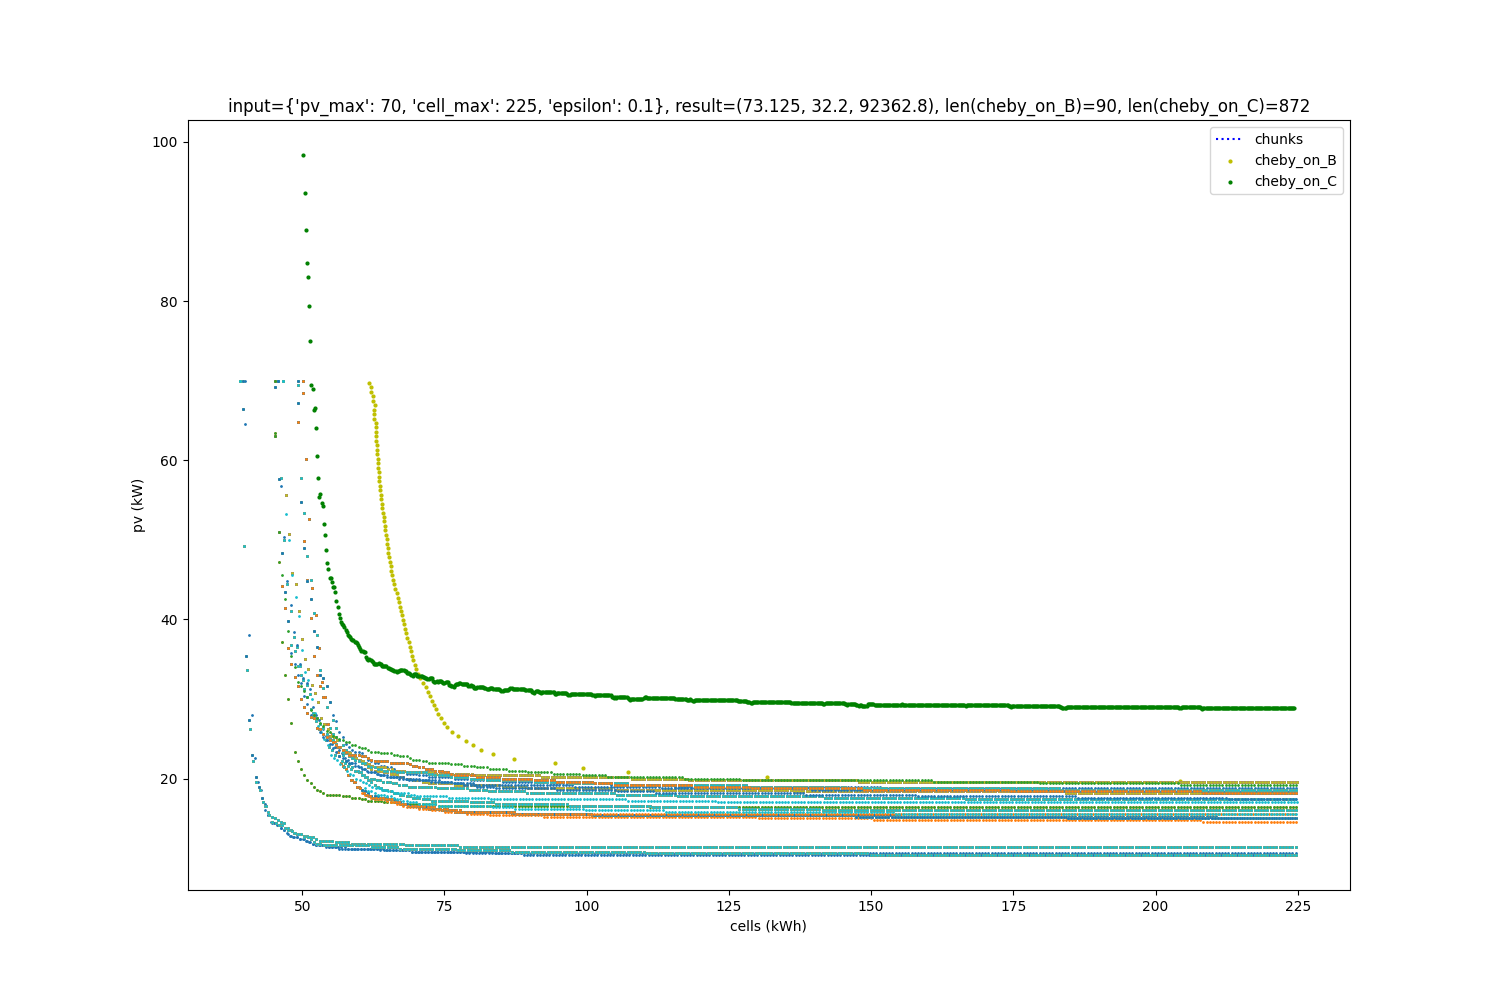 input={'pv_max': 70, 'cell_max': 225, 'epsilon': 0.1}, result=(73.125, 32.2, 92362.8), len(cheby_on_B)=90, len(cheby_on_C)=872
chunks
cheby_on_B
cheby_on_C
100
80
60
40
20
pv (kW)
50 75 100 125 150 175 200 225
cells (kWh)